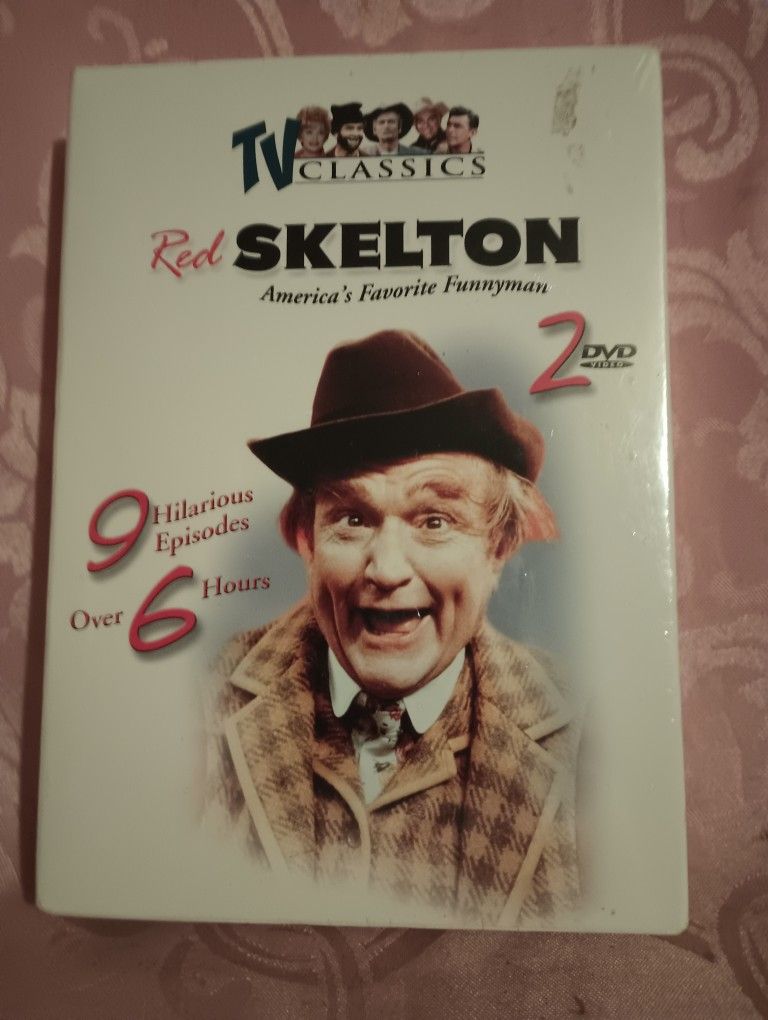 TV CLASSICS
Red SKELTON
America's Favorite Funnyman
2 DVD
VIDEO
9 Hilarious
Episodes
Over 6 Hours